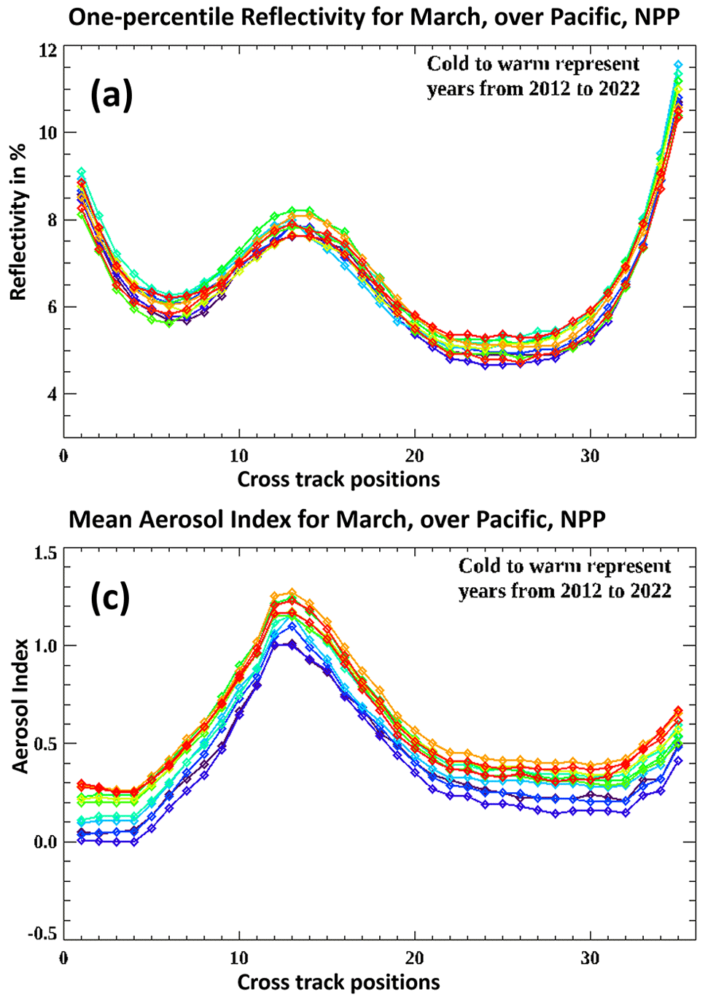 One-percentile Reflectivity for March, over Pacific, NPP
12
10
8
6
4
Reflectivity in %
(a)
Cold to warm represent
years from 2012 to 2022
0 10 20 30
Cross track positions
Mean Aerosol Index for March, over Pacific, NPP
1.5
1.0
0.5
0.0
-0.5
Aerosol Index
(c)
Cold to warm represent
years from 2012 to 2022
0 10 20 30
Cross track positions